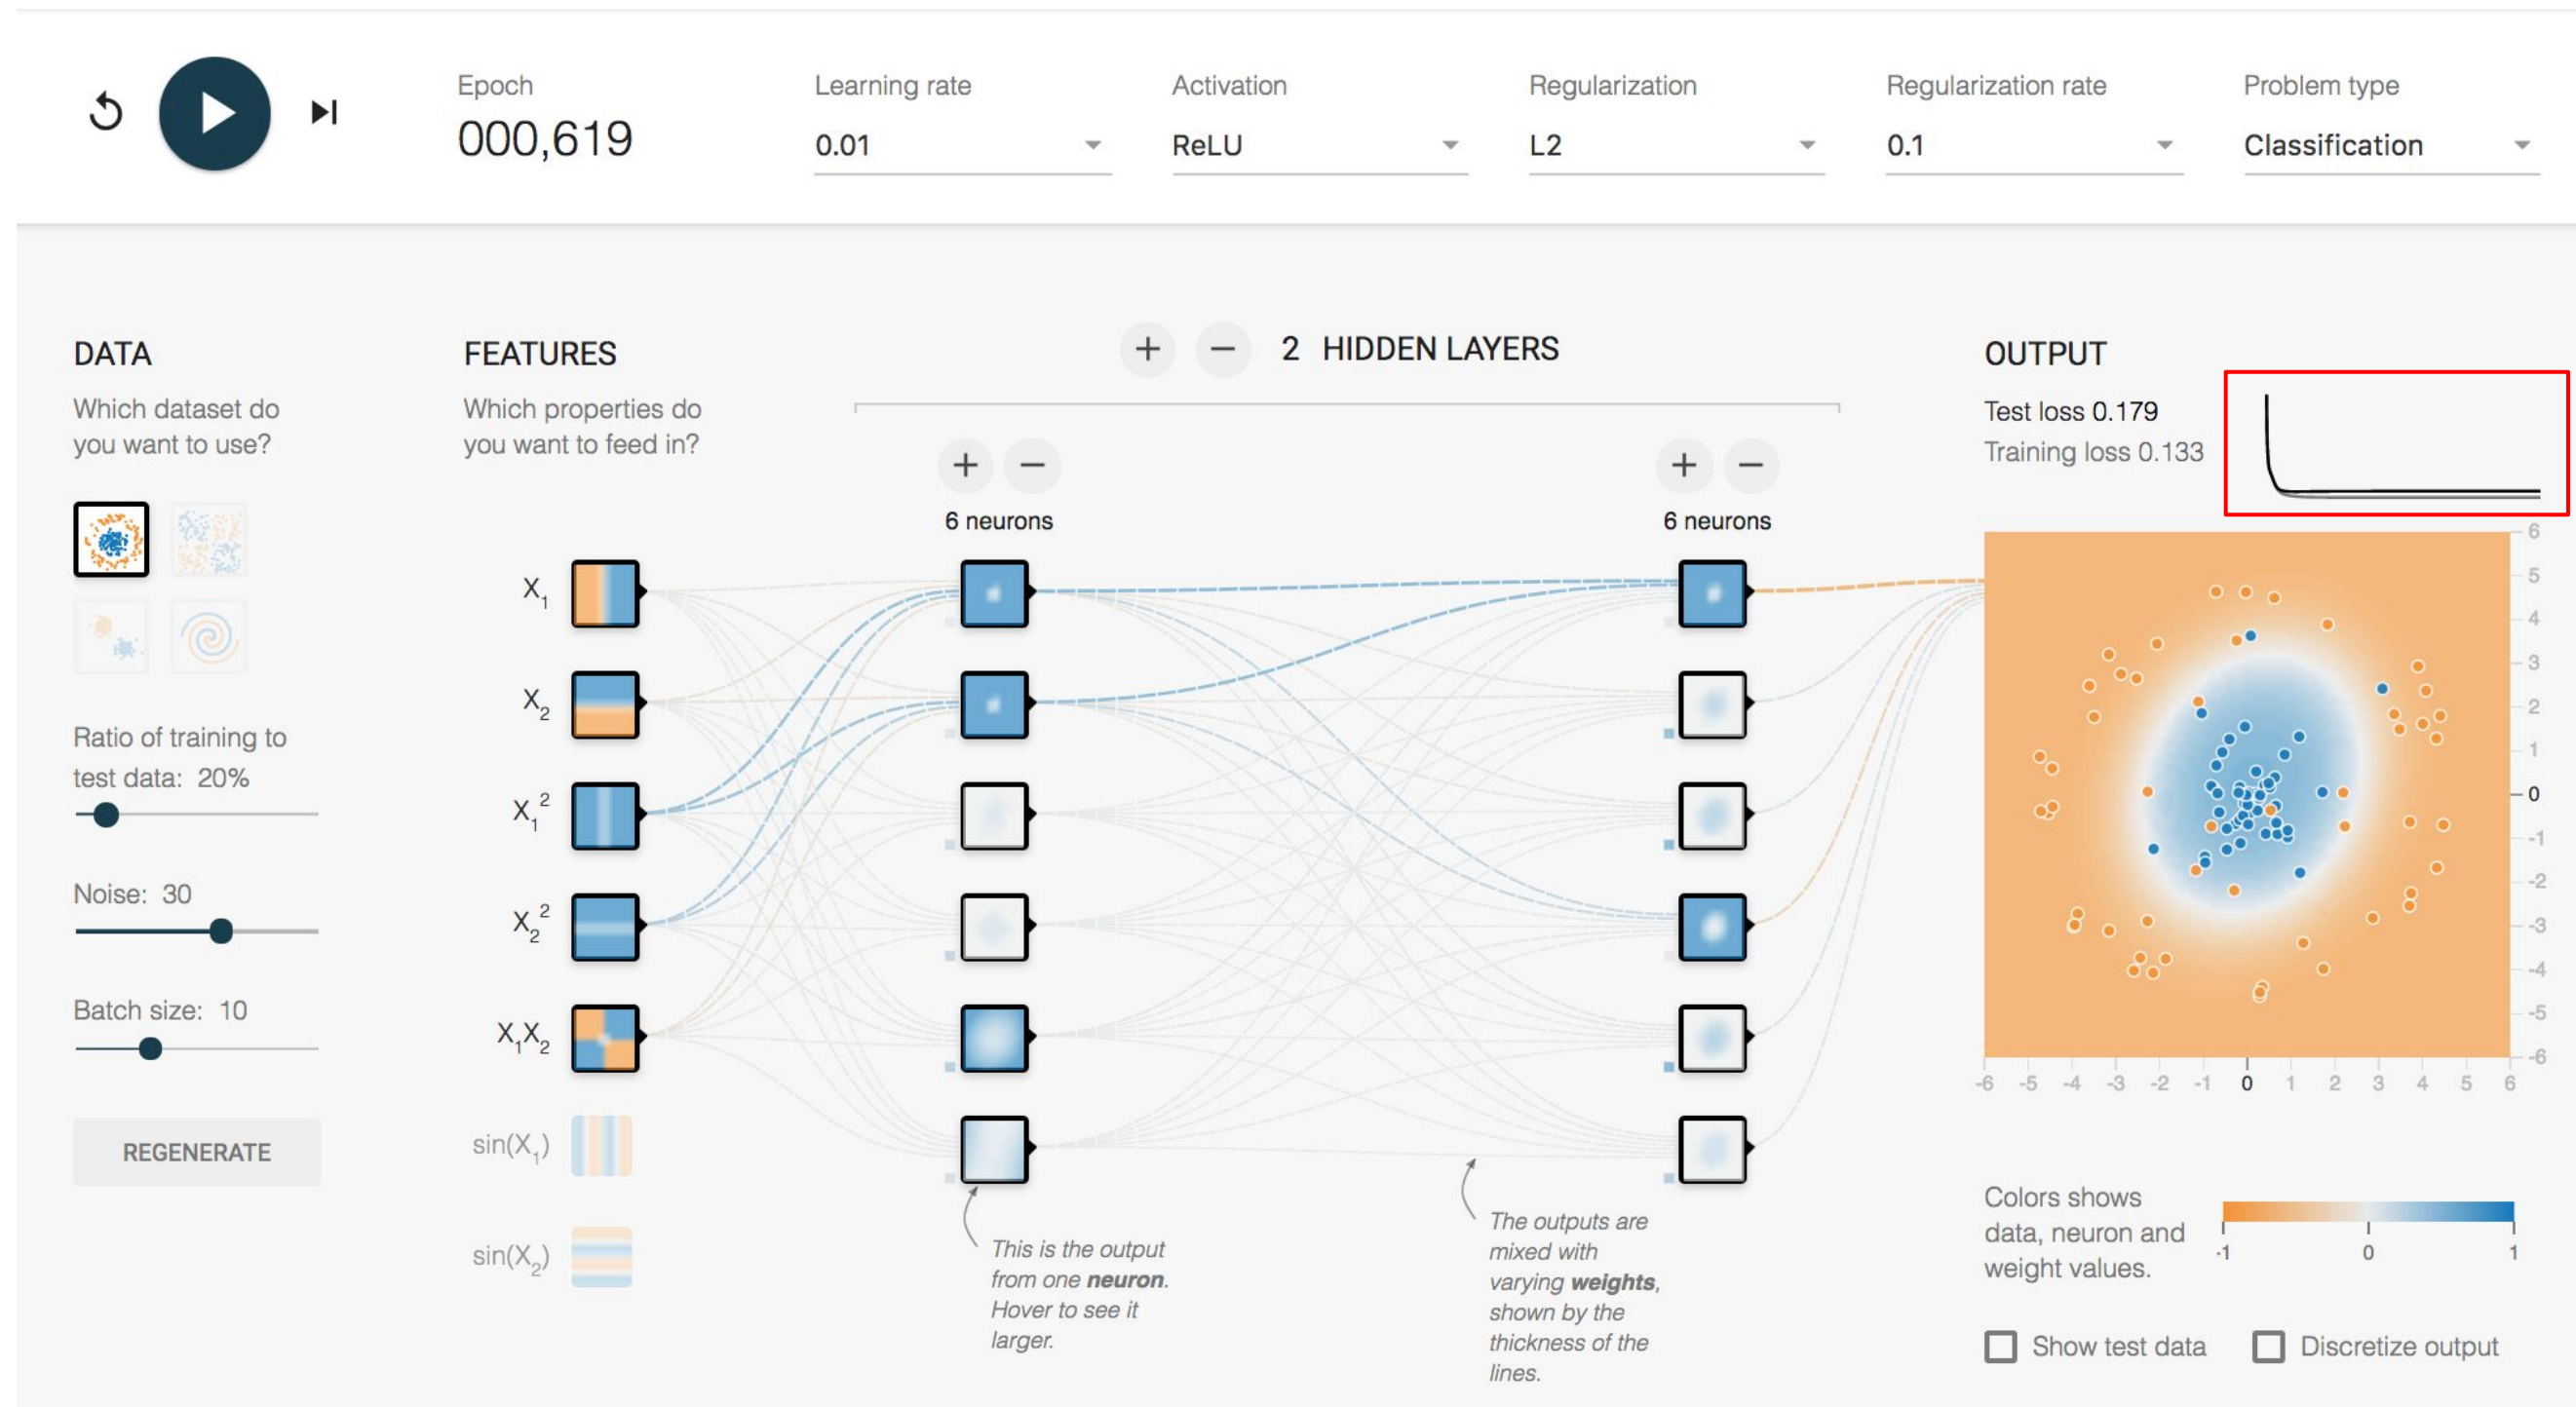 Epoch
000,619
Learning rate
0.01
Activation
ReLU
Regularization
L2
Regularization rate
0.1
Problem type
Classification
DATA
Which dataset do
you want to use?
Ratio of training to
test data: 20%
Noise: 30
Batch size: 10
REGENERATE
FEATURES
Which properties do
you want to feed in?
X1
X2
X1²
X2²
X1X2
sin(X1)
sin(X2)
+ − 2 HIDDEN LAYERS
+ −
6 neurons
+ −
6 neurons
This is the output
from one neuron.
Hover to see it
larger.
The outputs are
mixed with
varying weights,
shown by the
thickness of the
lines.
OUTPUT
Test loss 0.179
Training loss 0.133
6
5
4
3
2
1
0
-1
-2
-3
-4
-5
-6
-6 -5 -4 -3 -2 -1 0 1 2 3 4 5 6
Colors shows
data, neuron and
weight values.
-1 0 1
Show test data
Discretize output